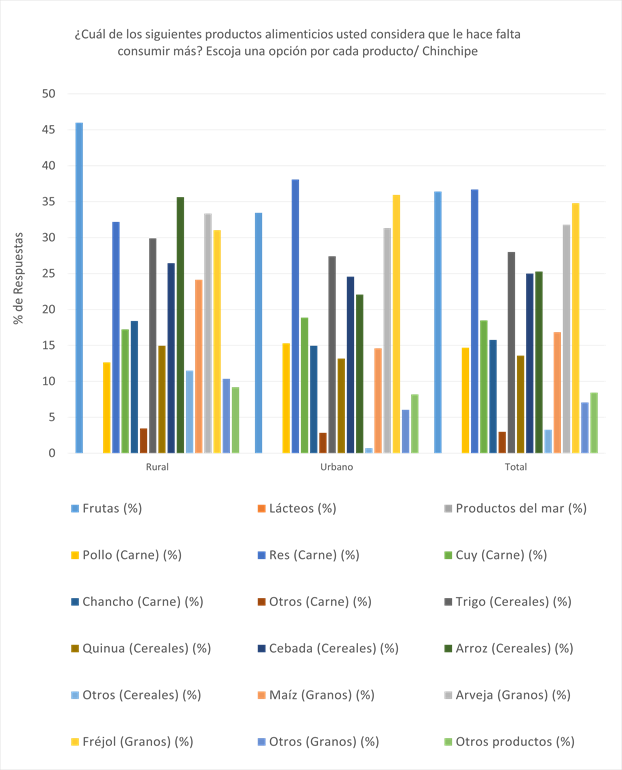 ¿Cuál de los siguientes productos alimenticios usted considera que le hace falta
consumir más? Escoja una opción por cada producto/ Chinchipe
% de Respuestas
50
45
40
35
30
25
20
15
10
5
0
Rural
Urbano
Total
Frutas (%)
Lácteos (%)
Productos del mar (%)
Pollo (Carne) (%)
Res (Carne) (%)
Cuy (Carne) (%)
Chancho (Carne) (%)
Otros (Carne) (%)
Trigo (Cereales) (%)
Quinua (Cereales) (%)
Cebada (Cereales) (%)
Arroz (Cereales) (%)
Otros (Cereales) (%)
Maíz (Granos) (%)
Arveja (Granos) (%)
Fréjol (Granos) (%)
Otros (Granos) (%)
Otros productos (%)